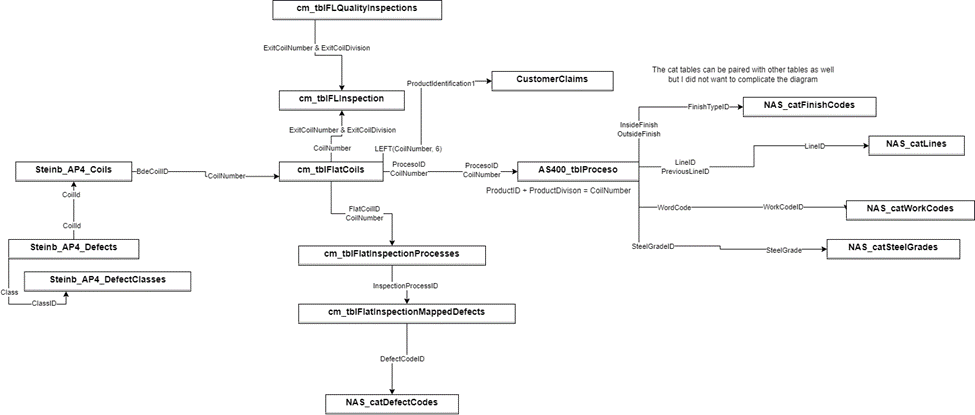 cm_tblFLQualityInspections
ExitCoilNumber & ExitCoilDivision
cm_tblFLInspection
ExitCoilNumber & ExitCoilDivision
CoilNumber
ProductIdentification1
CustomerClaims
LEFT(CoilNumber, 6)
The cat tables can be paired with other tables as well
but I did not want to complicate the diagram
FinishTypeID
NAS_catFinishCodes
InsideFinish
OutsideFinish
NAS_catLines
LineID
LineID
PreviousLineID
Steinb_AP4_Coils
BdeCoilID
CoilNumber
cm_tblFlatCoils
ProcesoID
CoilNumber
ProcesoID
CoilNumber
AS400_tblProceso
ProductID + ProductDivison = CoilNumber
WordCode
WorkCodeID
NAS_catWorkCodes
CoilId
CoilId
FlatCoilID
CoilNumber
Steinb_AP4_Defects
SteelGradeID
SteelGrade
NAS_catSteelGrades
cm_tblFlatInspectionProcesses
Steinb_AP4_DefectClasses
Class
ClassID
InspectionProcessID
cm_tblFlatInspectionMappedDefects
DefectCodeID
NAS_catDefectCodes